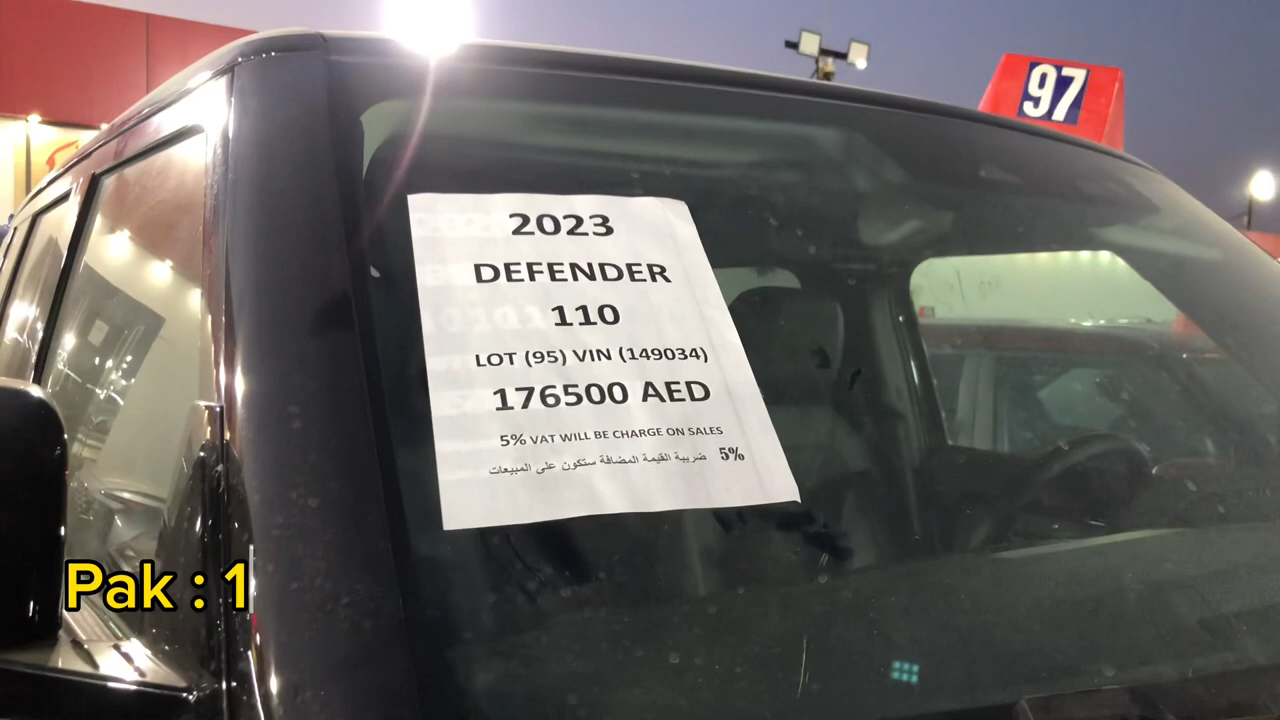 97
2023
DEFENDER
110
LOT (95) VIN (149034)
176500 AED
5% VAT WILL BE CHARGE ON SALES
5% ضريبة القيمة المضافة ستكون على المبيعات
Pak : 1